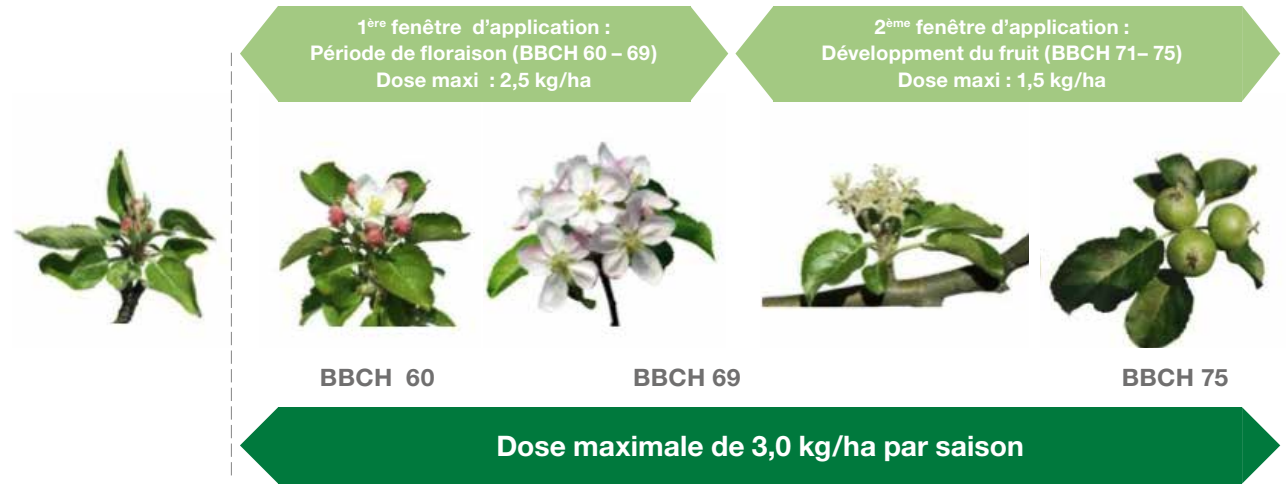 1ère fenêtre d'application :
Période de floraison (BBCH 60 – 69)
Dose maxi : 2,5 kg/ha
2ème fenêtre d'application :
Développment du fruit (BBCH 71– 75)
Dose maxi : 1,5 kg/ha
BBCH 60
BBCH 69
BBCH 75
Dose maximale de 3,0 kg/ha par saison